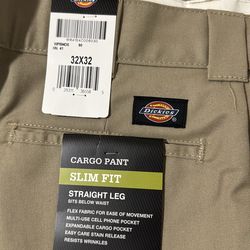 Dickies
32X32
Dickies
CARGO PANT
SLIM FIT
STRAIGHT LEG
SITS BELOW WAIST
FLEX FABRIC FOR EASE OF MOVEMENT
MULTI-USE CELL PHONE POCKET
EXPANDABLE CARGO POCKET
EASY CARE STAIN RELEASE
RESISTS WRINKLES